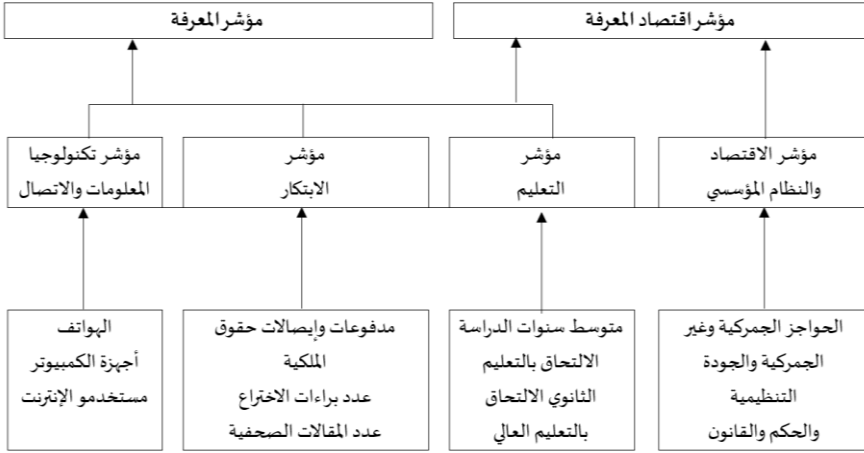 مؤشر اقتصاد المعرفة
مؤشر المعرفة
مؤشر الاقتصاد
والنظام المؤسسي
مؤشر
التعليم
مؤشر
الابتكار
مؤشر تكنولوجيا
المعلومات والاتصال
الحواجز الجمركية وغير
الجمركية والجودة
التنظيمية
والحكم والقانون
متوسط سنوات الدراسة
الالتحاق بالتعليم
الثانوي الالتحاق
بالتعليم العالي
مدفوعات وإيصالات حقوق
الملكية
عدد براءات الاختراع
عدد المقالات الصحفية
الهواتف
أجهزة الكمبيوتر
مستخدمو الإنترنت